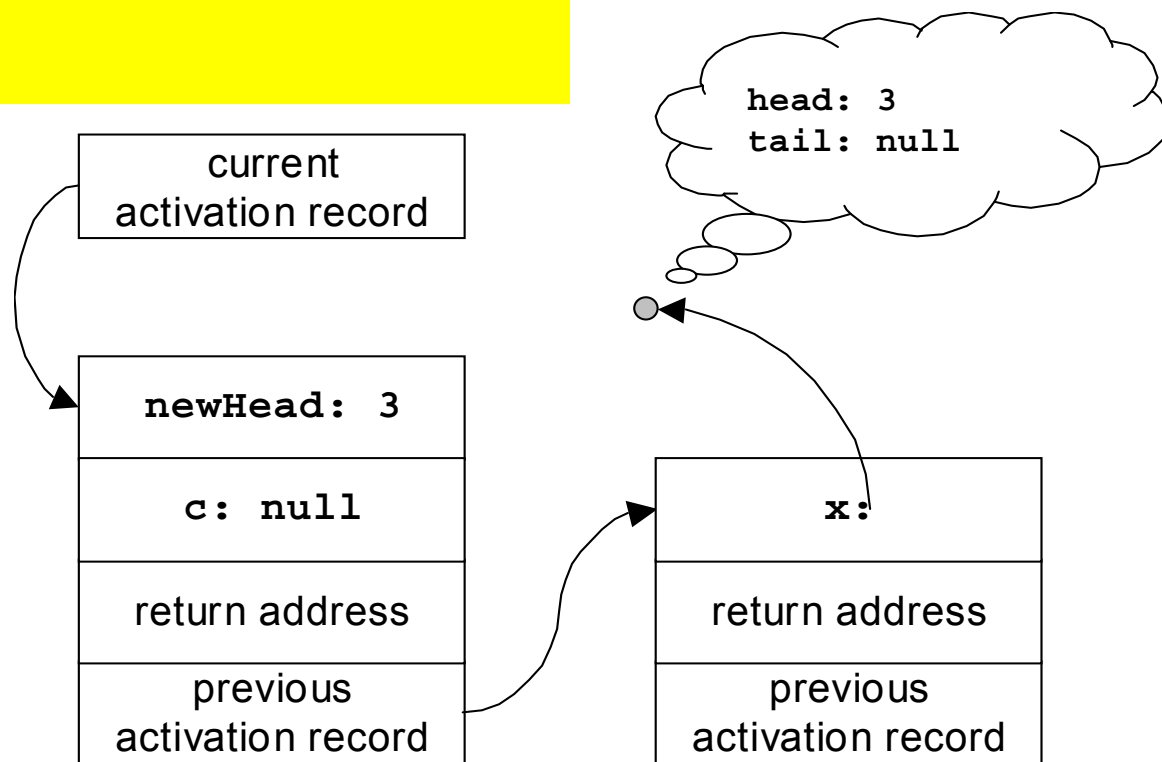 head: 3
tail: null
current
activation record
newHead: 3
c: null
return address
previous
activation record
x:
return address
previous
activation record